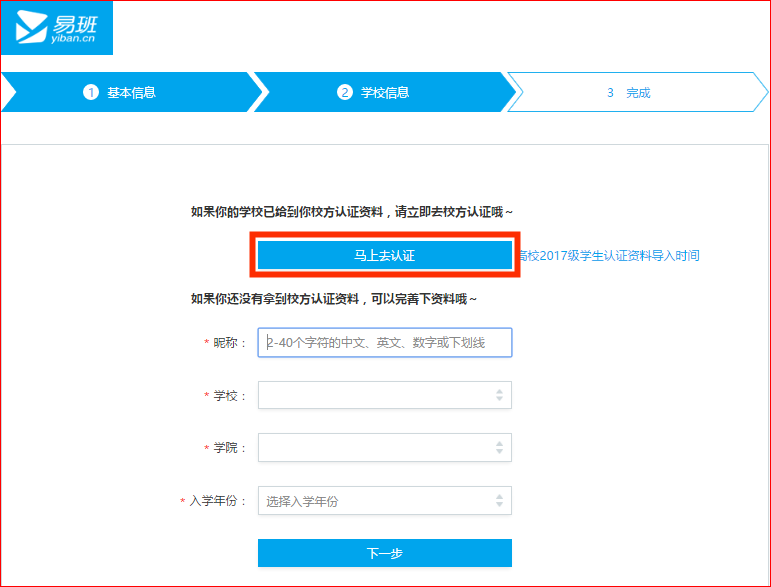 易班
yiban.cn
1 基本信息
2 学校信息
3 完成
如果你的学校已给到你校方认证资料，请立即去校方认证哦～
马上去认证
高校2017级学生认证资料导入时间
如果你还没有拿到校方认证资料，可以完善下资料哦～
* 昵称：
2-40个字符的中文、英文、数字或下划线
* 学校：
* 学院：
* 入学年份：
选择入学年份
下一步